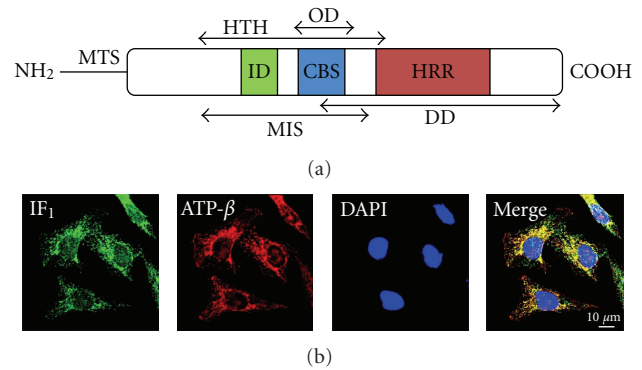 OD
HTH
MTS
NH₂
ID
CBS
HRR
COOH
MIS
DD
(a)
IF₁
ATP-β
DAPI
Merge
10 μm
(b)